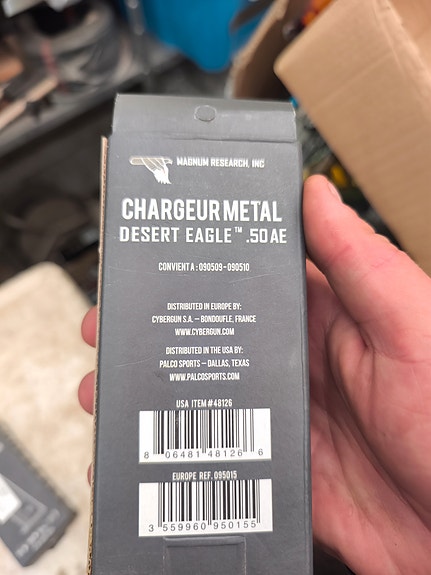 MAGNUM RESEARCH, INC
CHARGEUR METAL
DESERT EAGLE™ .50 AE
CONVIENT A : 090509-090510
DISTRIBUTED IN EUROPE BY:
CYBERGUN S.A. – BONDOUFLE, FRANCE
WWW.CYBERGUN.COM
DISTRIBUTED IN THE USA BY:
PALCO SPORTS – DALLAS, TEXAS
WWW.PALCOSPORTS.COM
USA ITEM # 48126
8 06481 48126 6
EUROPE REF. 095015
3 559960 950155